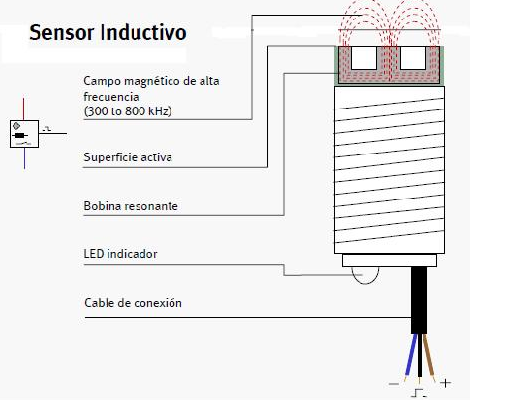 Sensor Inductivo
Campo magnético de alta
frecuencia
(300 to 800 kHz)
Superficie activa
Bobina resonante
LED indicador
Cable de conexión
− +